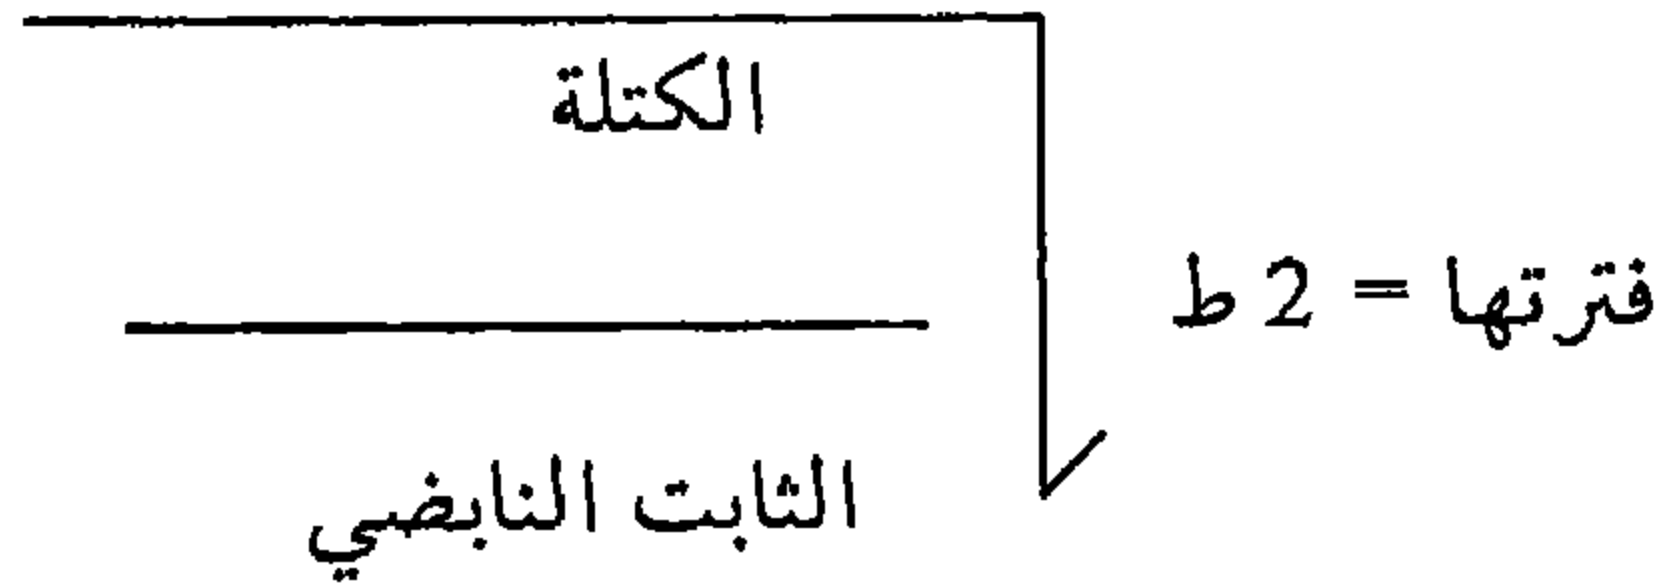 الكتلة
فترتها = 2 ط
الثابت النابضي